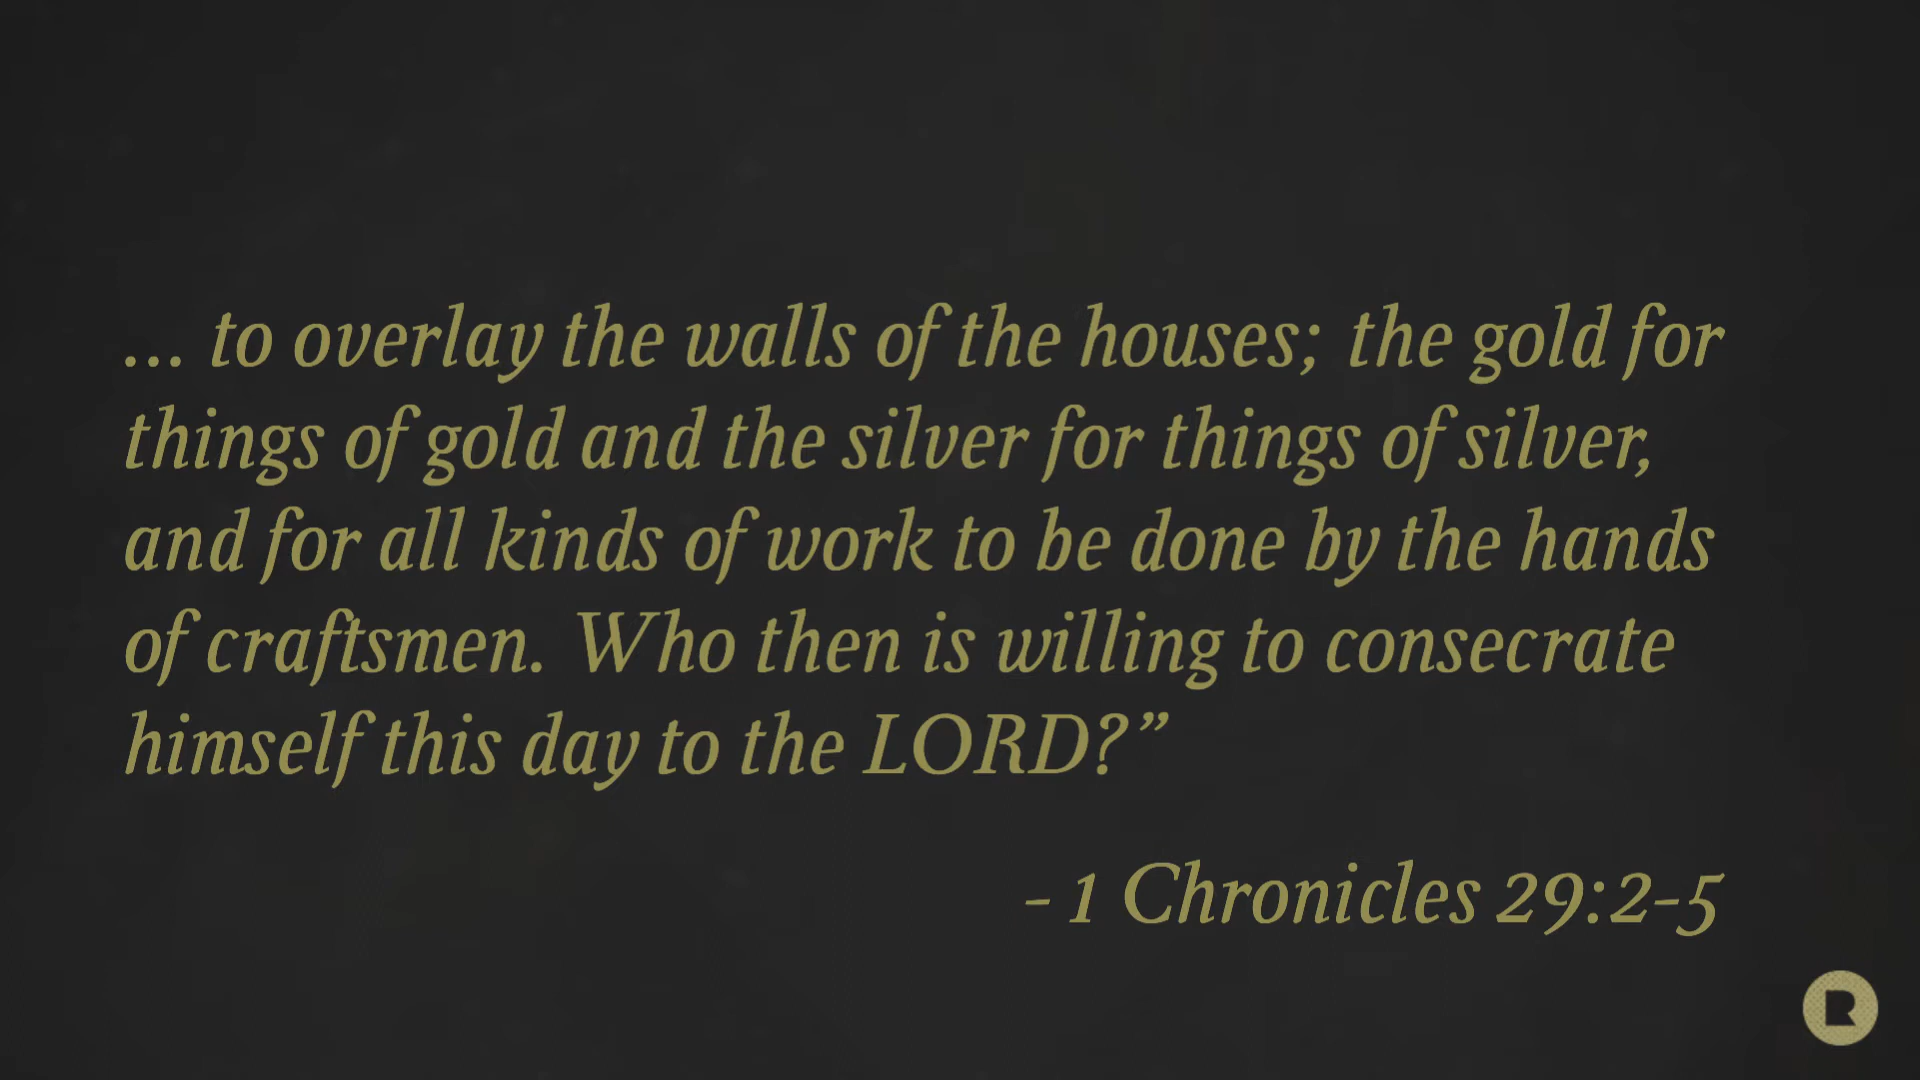 ... to overlay the walls of the houses; the gold for
things of gold and the silver for things of silver,
and for all kinds of work to be done by the hands
of craftsmen. Who then is willing to consecrate
himself this day to the LORD?”
- 1 Chronicles 29:2-5
R